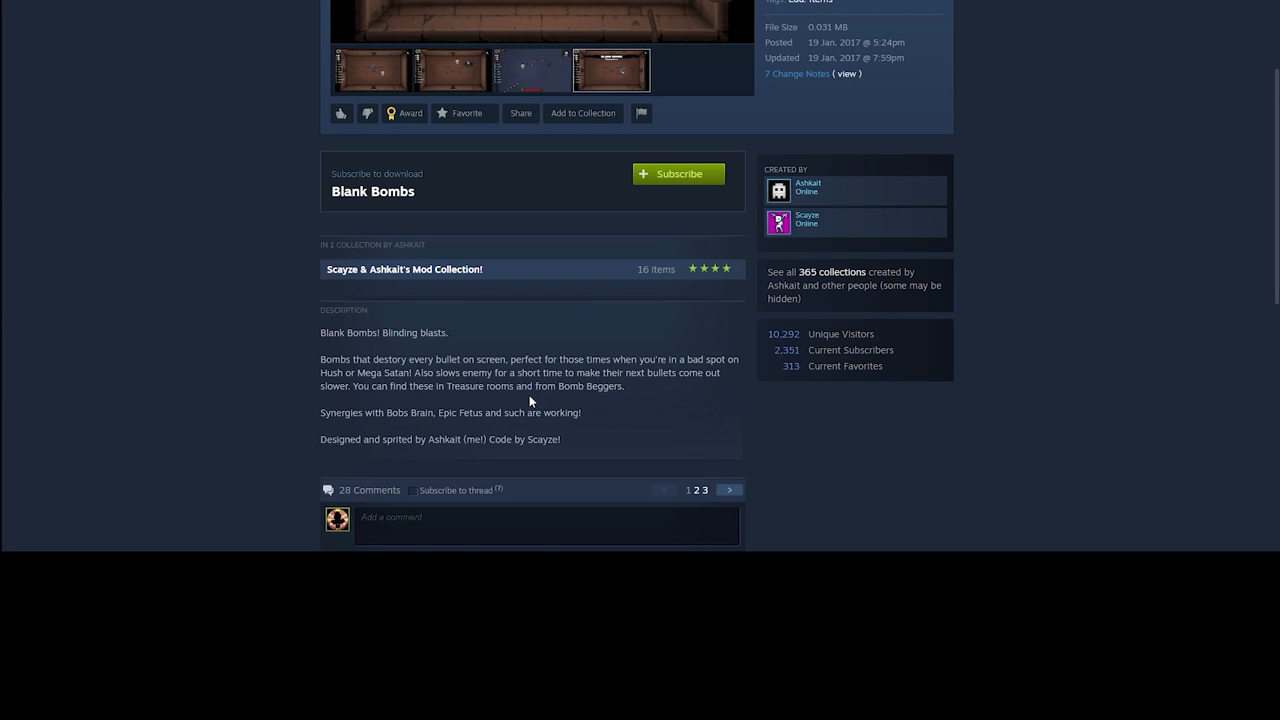 File Size 0.031 MB
Posted 19 Jan, 2017 @ 5:24pm
Updated 19 Jan, 2017 @ 7:59pm
7 Change Notes ( view )
Award Favorite Share Add to Collection
Subscribe to download
Blank Bombs
Subscribe
CREATED BY
Ashkait
Online
Scayze
Online
IN 1 COLLECTION BY ASHKAIT
Scayze & Ashkait's Mod Collection! 16 items
See all 365 collections created by
Ashkait and other people (some may be
hidden)
DESCRIPTION
Blank Bombs! Blinding blasts.
Bombs that destory every bullet on screen, perfect for those times when you're in a bad spot on
Hush or Mega Satan! Also slows enemy for a short time to make their next bullets come out
slower. You can find these in Treasure rooms and from Bomb Beggers.
Synergies with Bobs Brain, Epic Fetus and such are working!
Designed and sprited by Ashkait (me!) Code by Scayze!
10,292 Unique Visitors
2,351 Current Subscribers
313 Current Favorites
28 Comments Subscribe to thread (?) < 1 2 3 >
Add a comment